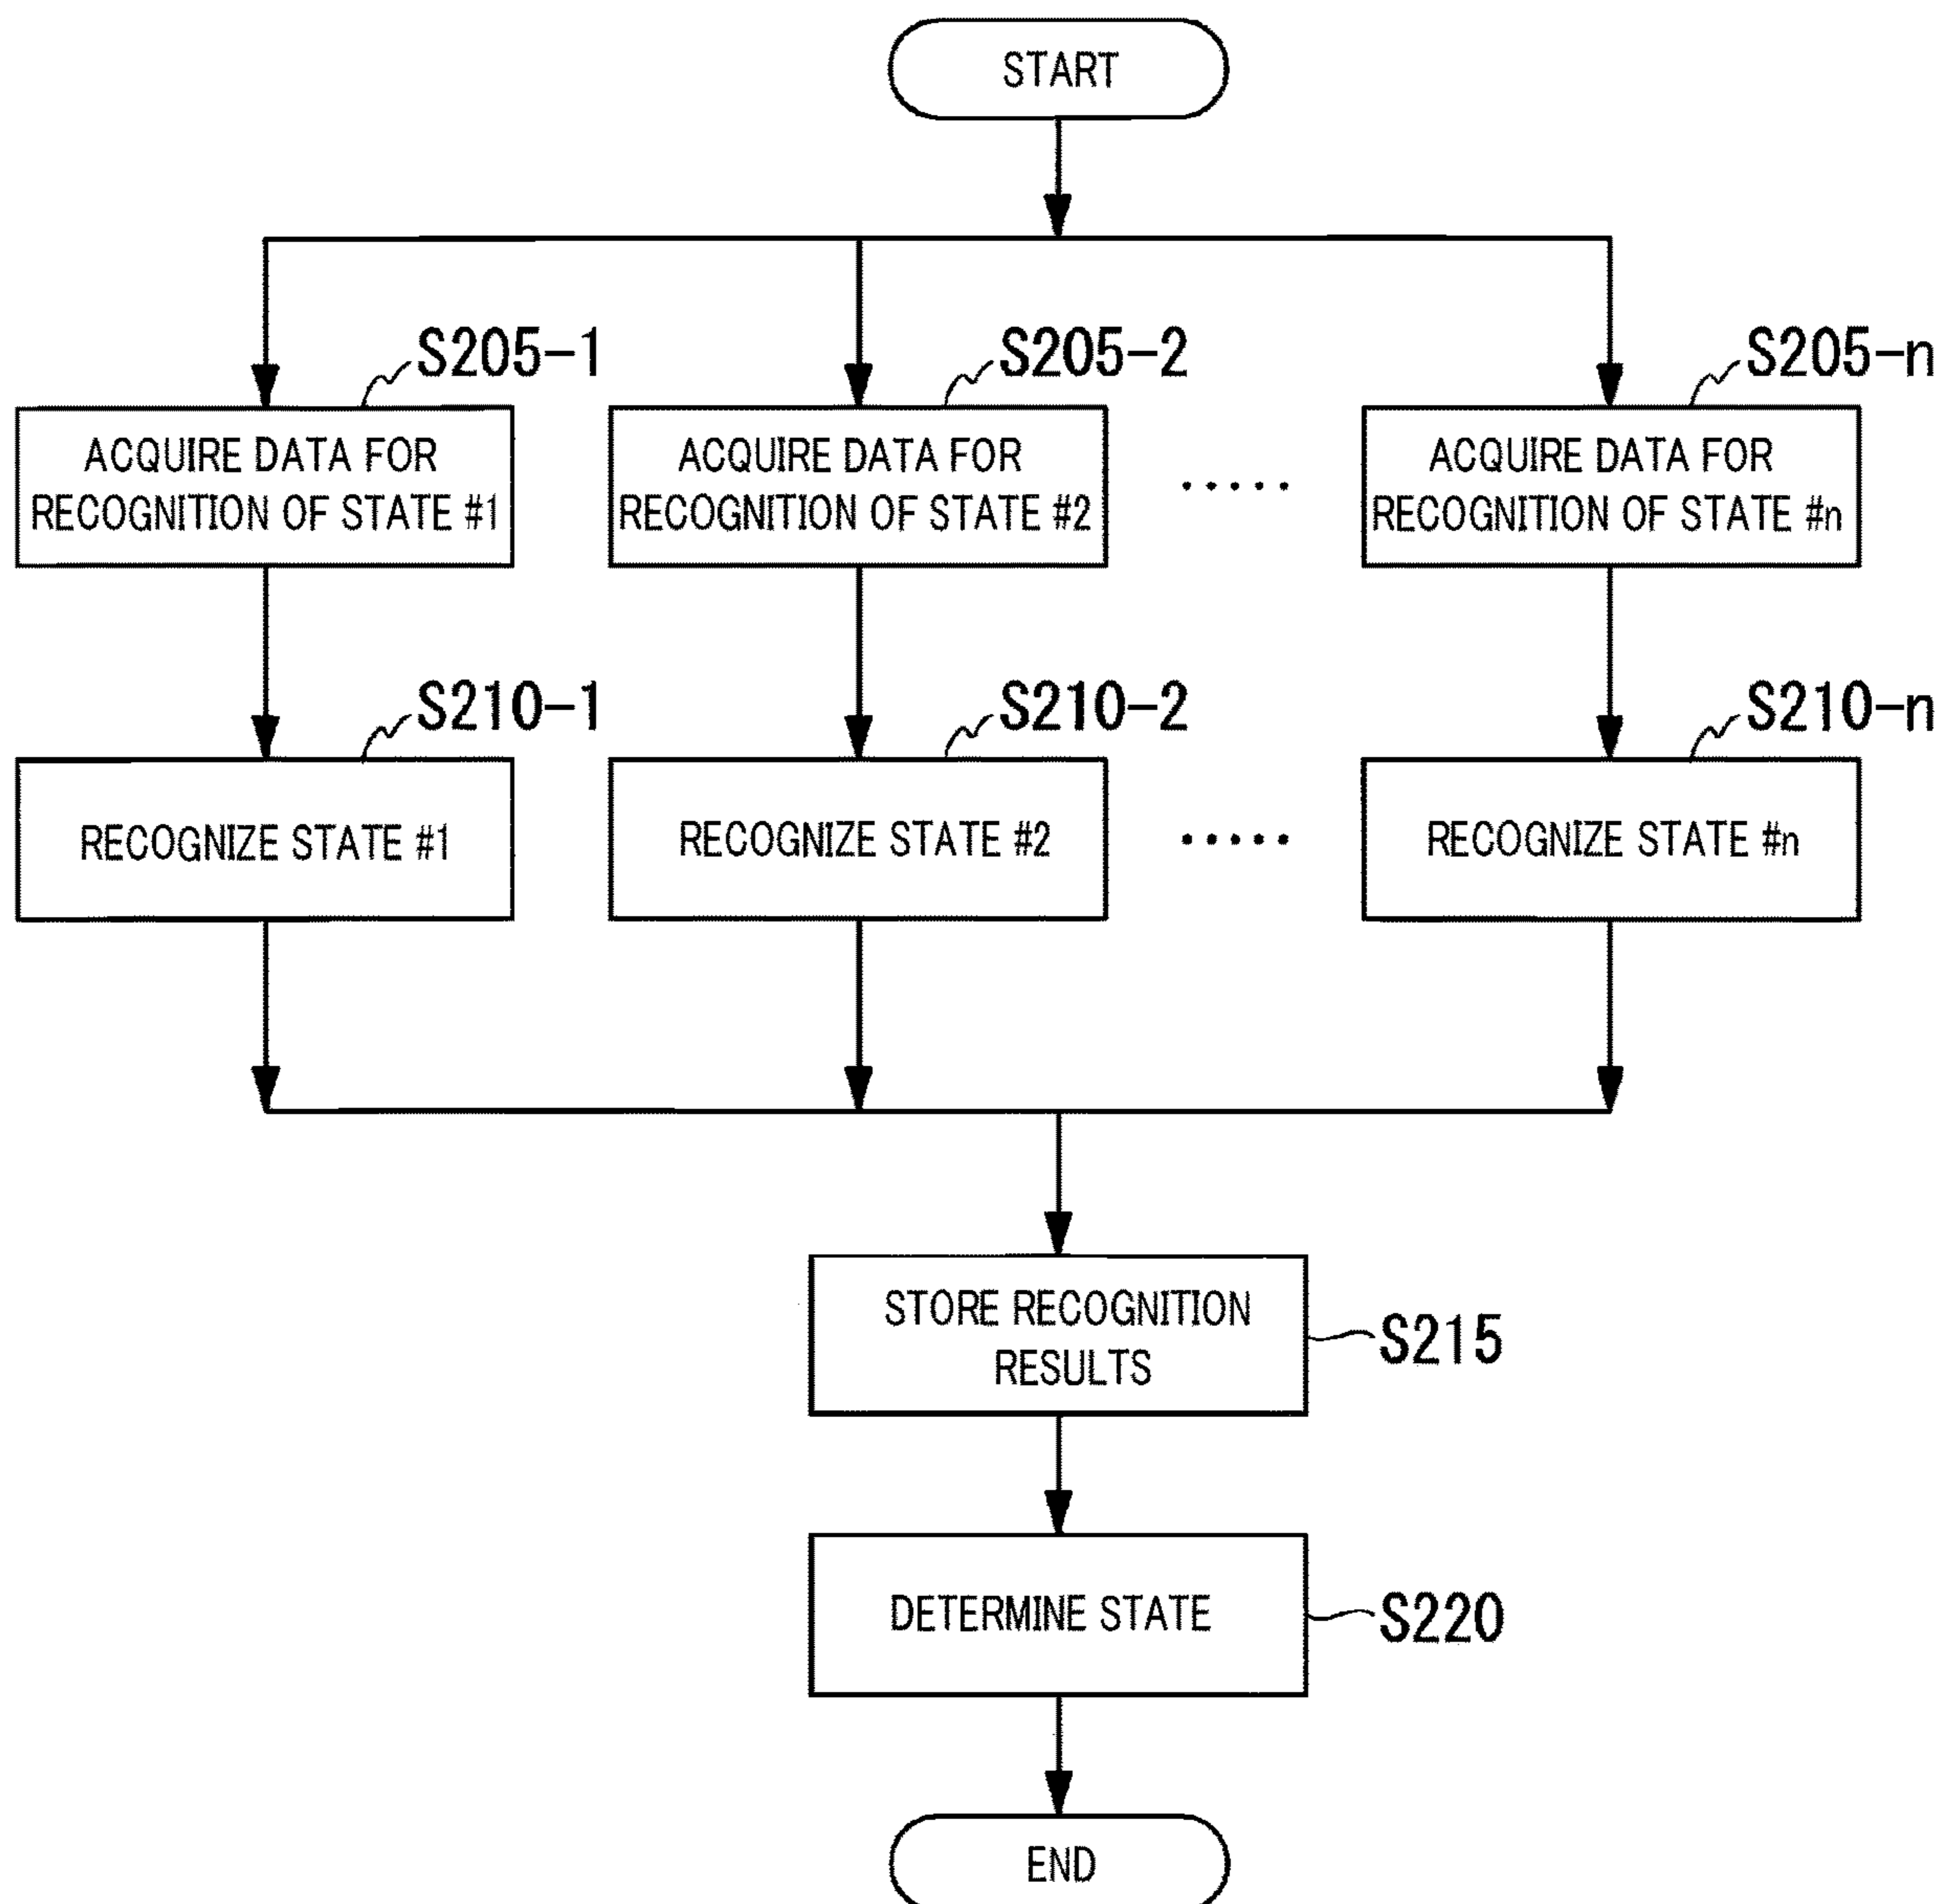 START
S205-1
S205-2
S205-n
ACQUIRE DATA FOR
RECOGNITION OF STATE #1
ACQUIRE DATA FOR
RECOGNITION OF STATE #2
.....
ACQUIRE DATA FOR
RECOGNITION OF STATE #n
S210-1
S210-2
S210-n
RECOGNIZE STATE #1
RECOGNIZE STATE #2
.....
RECOGNIZE STATE #n
STORE RECOGNITION
RESULTS
S215
DETERMINE STATE
S220
END